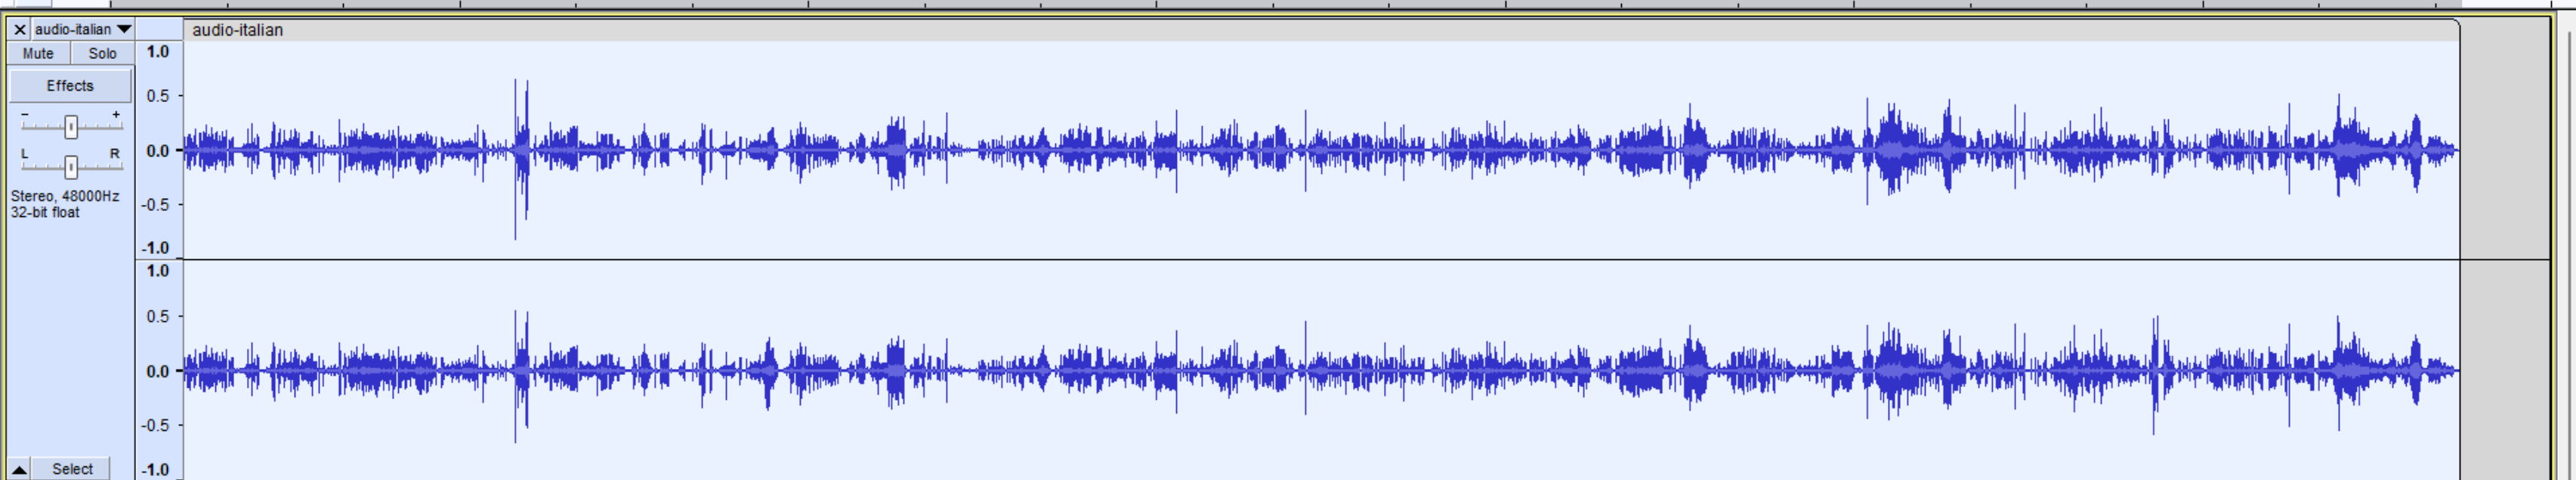 audio-italian
audio-italian
Mute Solo
Effects
- +
L R
Stereo, 48000Hz
32-bit float
Select
1.0
0.5
0.0
-0.5
-1.0
1.0
0.5
0.0
-0.5
-1.0